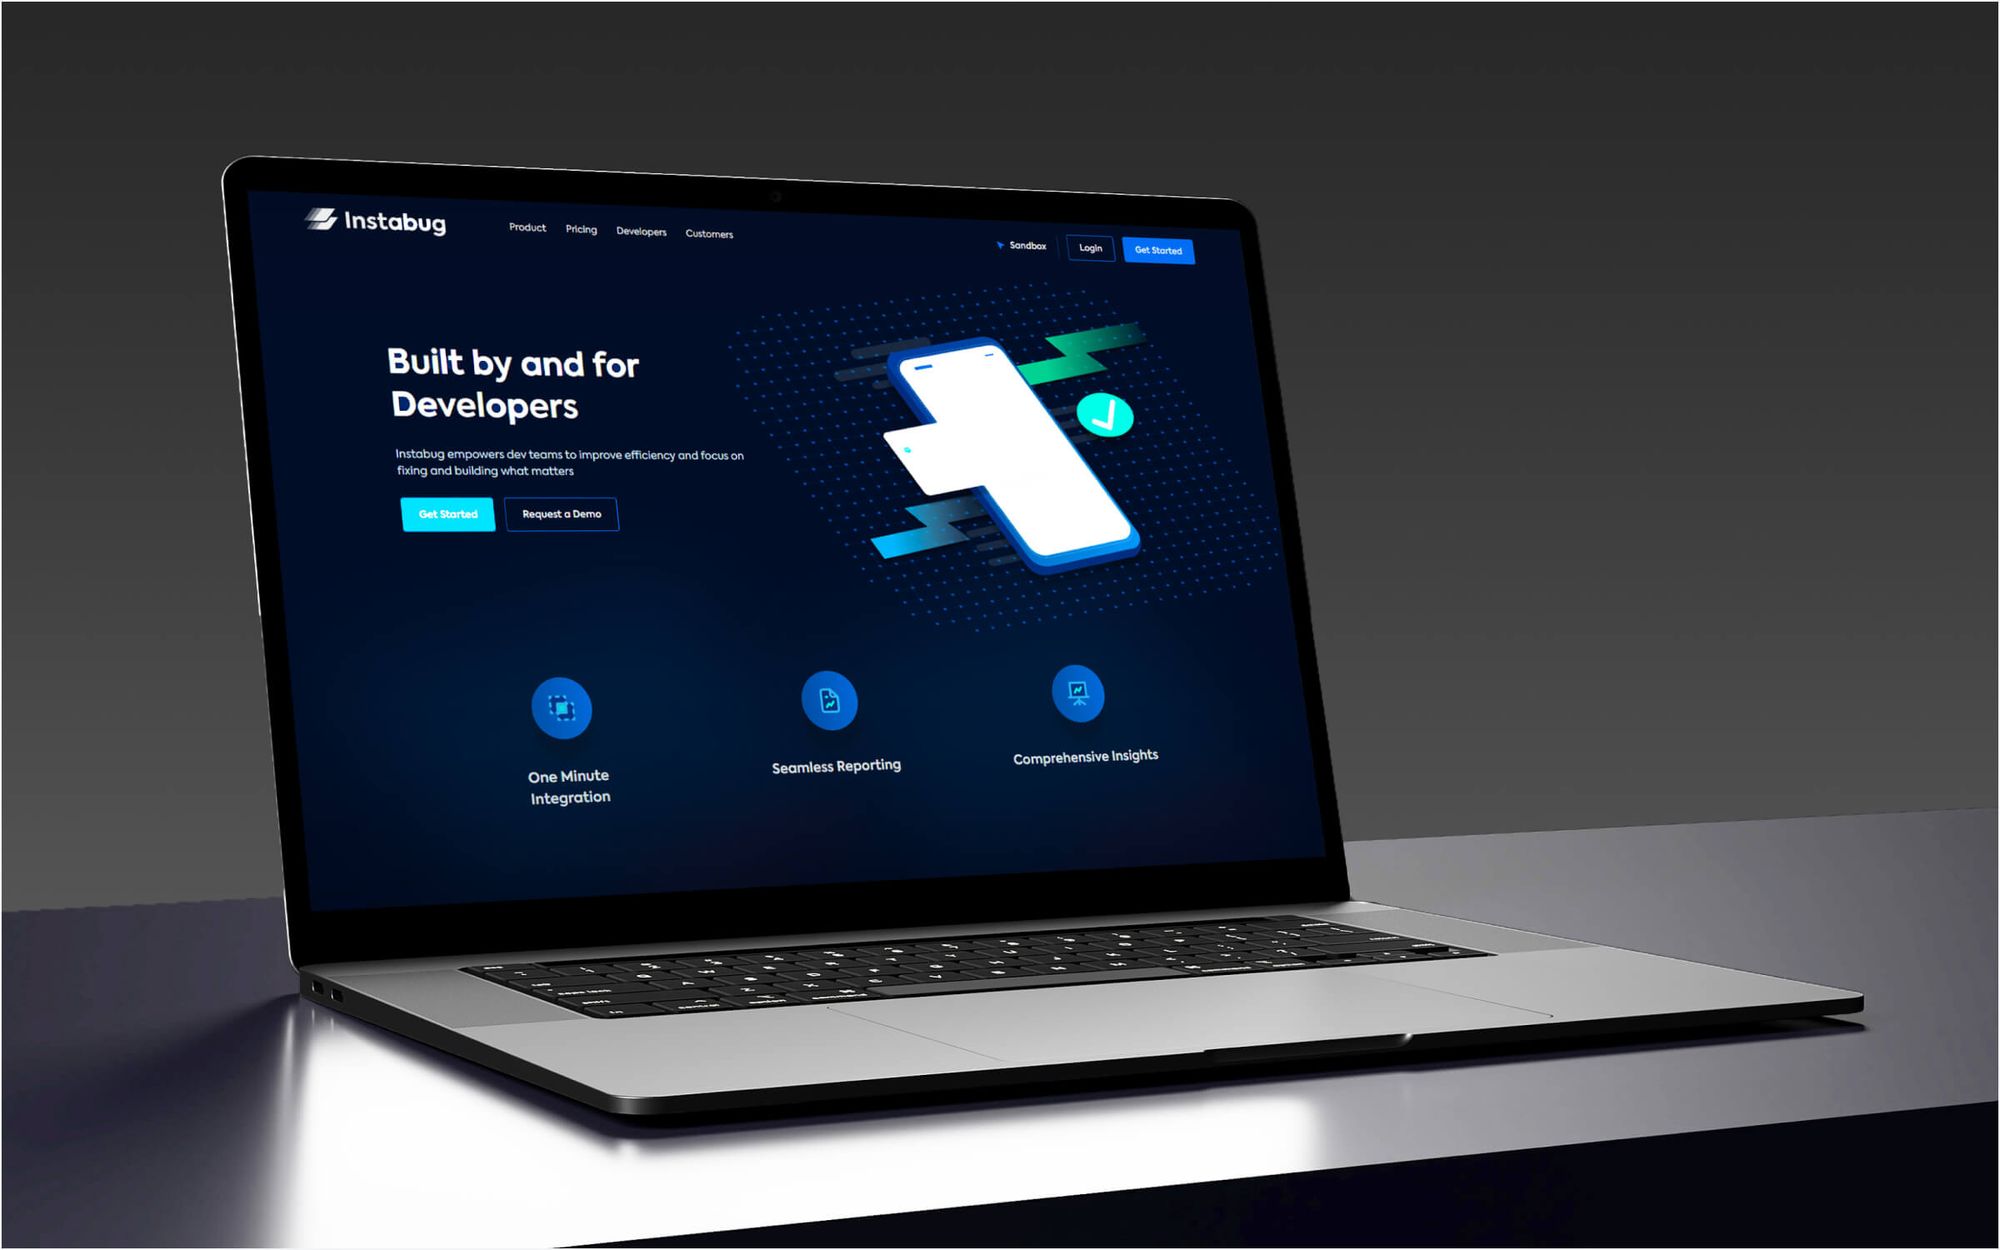 Instabug
Product Pricing Developers Customers
Sandbox Login Get Started
Built by and for
Developers
Instabug empowers dev teams to improve efficiency and focus on
fixing and building what matters
Get Started Request a Demo
One Minute
Integration
Seamless Reporting
Comprehensive Insights